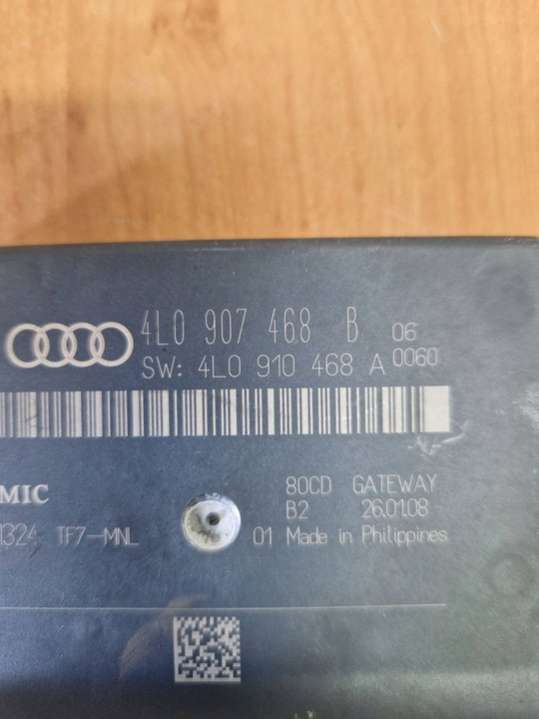 4L0 907 468 B 06
SW: 4L0 910 468 A 0060
MIC 80CD GATEWAY
B2 26.01.08
1324 TF7-MNL 01 Made in Philippines